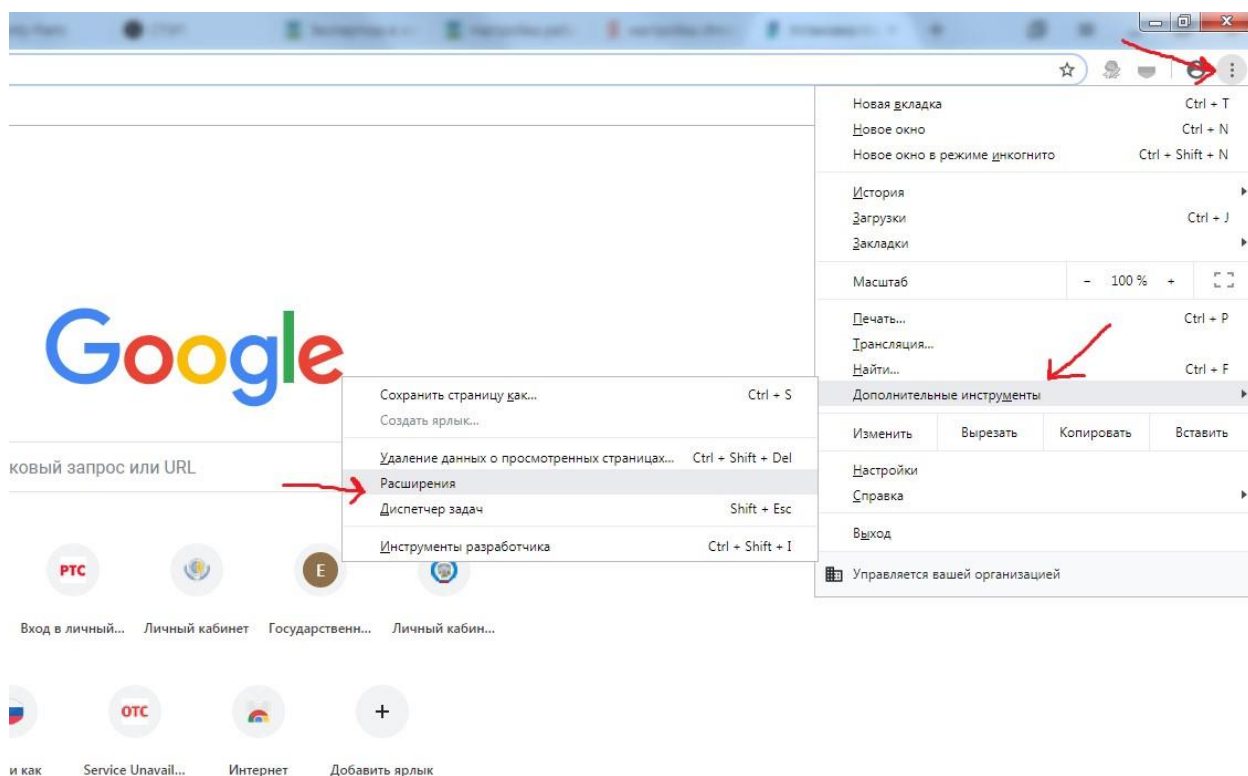 Новая вкладка Ctrl + T
Новое окно Ctrl + N
Новое окно в режиме инкогнито Ctrl + Shift + N
История
Загрузки Ctrl + J
Закладки
Масштаб - 100 % +
Печать... Ctrl + P
Трансляция...
Найти... Ctrl + F
Дополнительные инструменты
Изменить Вырезать Копировать Вставить
Настройки
Справка
Выход
Управляется вашей организацией
Google
Сохранить страницу как... Ctrl + S
Создать ярлык...
Удаление данных о просмотренных страницах... Ctrl + Shift + Del
Расширения
Диспетчер задач Shift + Esc
Инструменты разработчика Ctrl + Shift + I
ковый запрос или URL
РТС
E
Вход в личный... Личный кабинет Государственн... Личный кабин...
ОТС
+
и как Service Unavail... Интернет Добавить ярлык